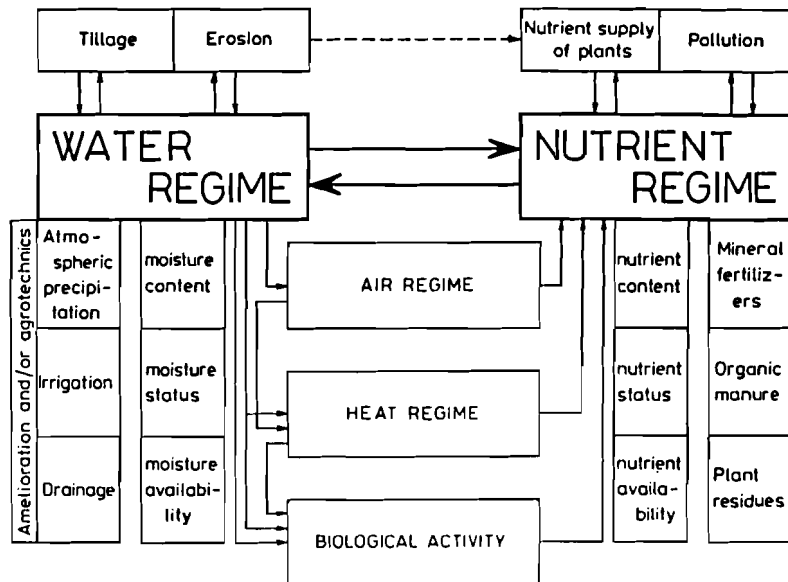 Tillage
Erosion
Nutrient supply
of plants
Pollution
WATER
REGIME
NUTRIENT
REGIME
Amelioration and/or agrotechnics
Atmo-
spheric
precipi-
tation
moisture
content
AIR REGIME
nutrient
content
Mineral
fertiliz-
ers
Irrigation
moisture
status
HEAT REGIME
nutrient
status
Organic
manure
Drainage
moisture
availabi-
lity
BIOLOGICAL ACTIVITY
nutrient
availa-
bility
Plant
residues